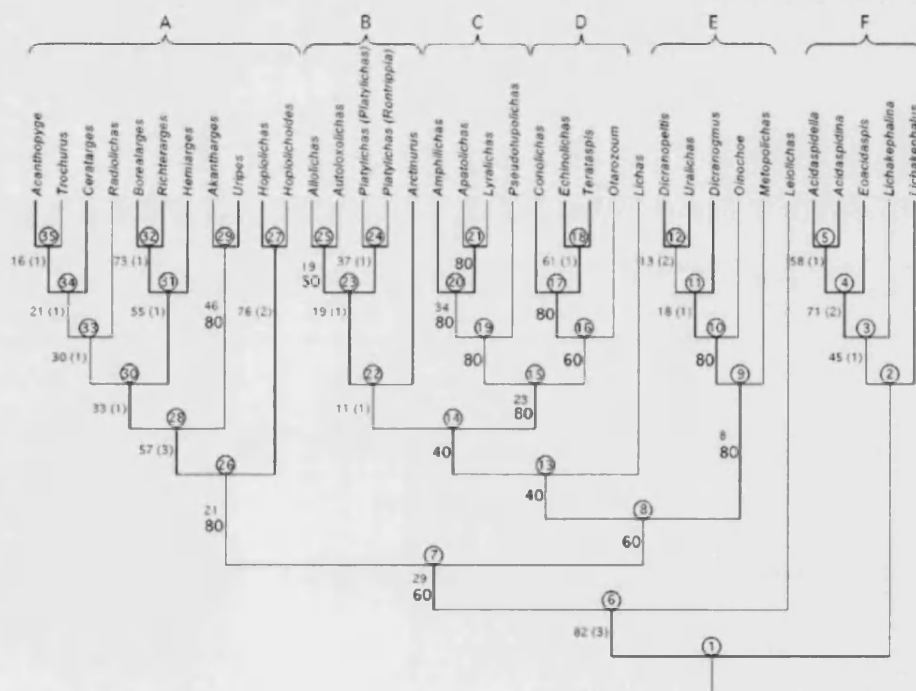 A B C D E F
Acanthopyge
Trochurus
Ceratarges
Radiolichas
Borealarges
Richterarges
Hemiarges
Akantharges
Uripes
Hoplolichas
Hoplolichoides
Allolichas
Autoloxolichas
Platylichas (Platylichas)
Platylichas (Rontrippia)
Arctinurus
Amphilichas
Apatolichas
Lyralichas
Pseudotupolichas
Conolichas
Echinolichas
Terataspis
Otarozoum
Lichas
Dicranopeltis
Uralichas
Dicranogmus
Oinochoe
Metopolichas
Leiolichas
Acidaspidella
Acidaspidina
Eoacidaspis
Lichakephalina
Lichakephalus
35 32 29 27 25 24 21 18 12 5
16 (1) 73 (1) 19 37 (1) 80 61 (1) 13 (2) 58 (1)
50
34 31 23 20 17 11 4
21 (1) 55 (1) 46 76 (2) 19 (1) 34 80 18 (1) 71 (2)
80 80
33 19 16 10 3
30 (1) 80 60 80 45 (1)
30 22 15 9 2
33 (1) 11 (1) 23
80
28 14
57 (3) 40 8
80
26 13
21 40
80
8
60
7
29
60
6
82 (3)
1